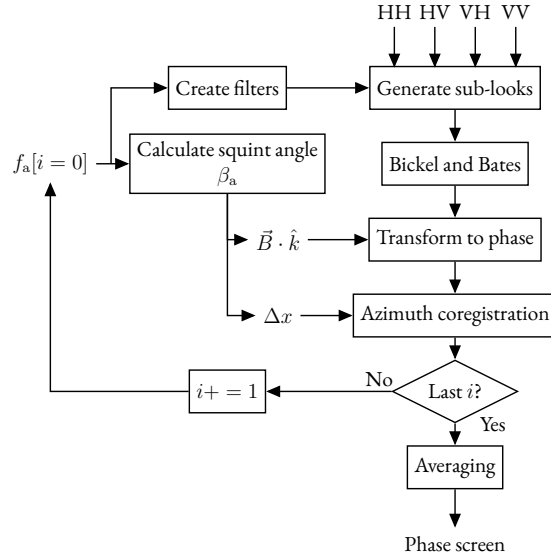 HH HV VH VV
Create filters
Generate sub-looks
f_a[i = 0]
Calculate squint angle
β_a
Bickel and Bates
B⃗ · k̂
Transform to phase
Δx
Azimuth coregistration
i+ = 1
No
Last i?
Yes
Averaging
Phase screen